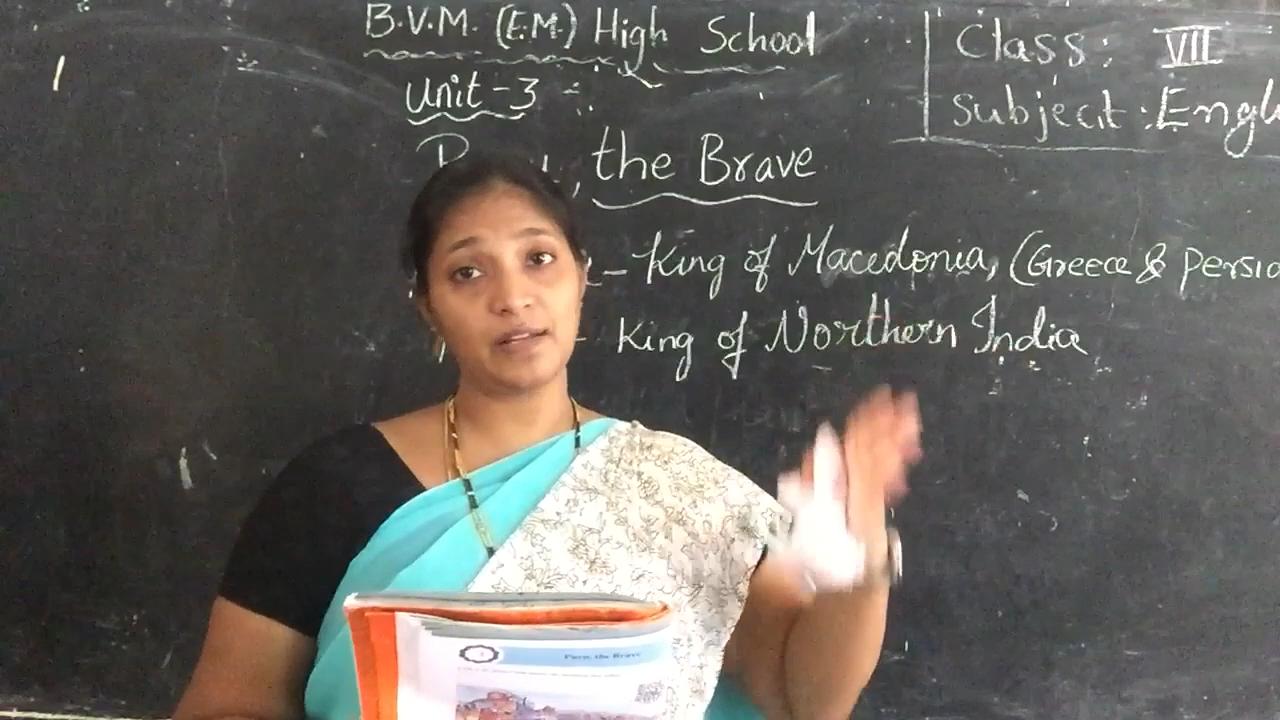 B.V.M. (E.M.) High School
Class: VII
Unit-3 :
Subject: Engl
, the Brave
- King of Macedonia, (Greece & Persia
- King of Northern India
Puru, the Brave